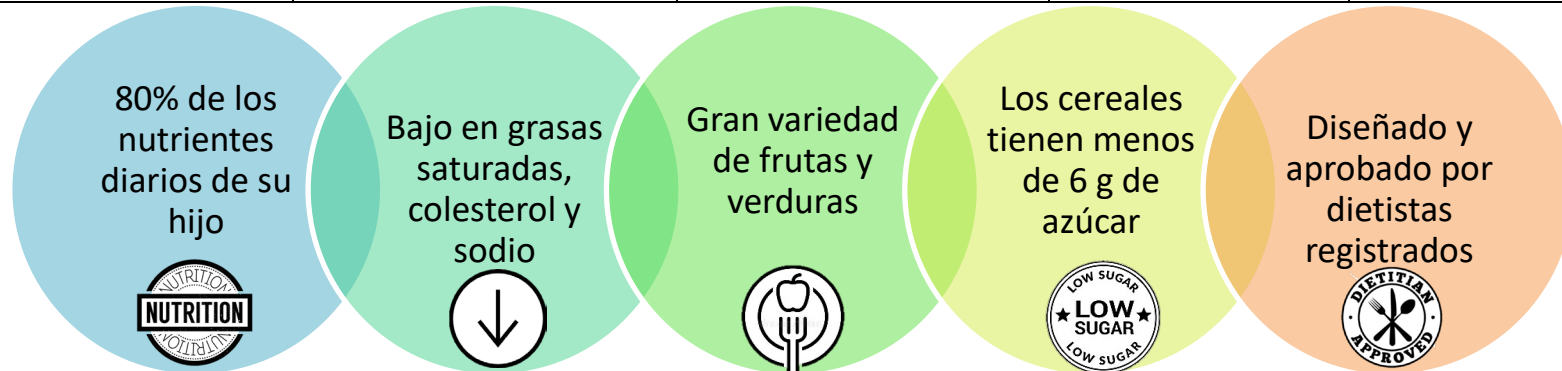 80% de los
nutrientes
diarios de su
hijo
NUTRITION
NUTRITION
NUTRITION
Bajo en grasas
saturadas,
colesterol y
sodio
Gran variedad
de frutas y
verduras
Los cereales
tienen menos
de 6 g de
azúcar
LOW SUGAR
LOW
SUGAR
LOW SUGAR
Diseñado y
aprobado por
dietistas
registrados
DIETITIAN
APPROVED